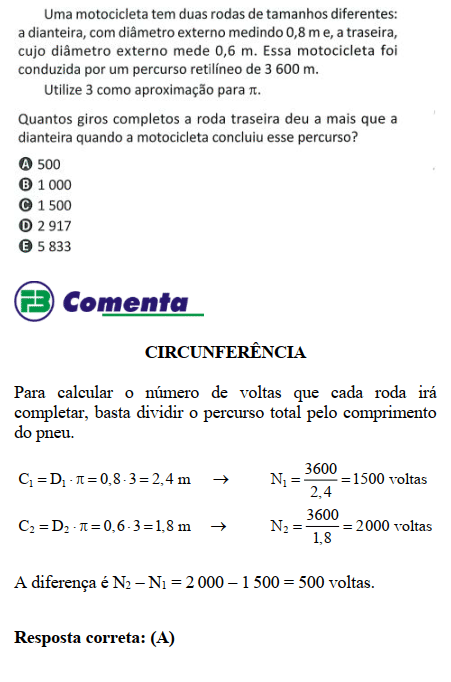 Uma motocicleta tem duas rodas de tamanhos diferentes:
a dianteira, com diâmetro externo medindo 0,8 m e, a traseira,
cujo diâmetro externo mede 0,6 m. Essa motocicleta foi
conduzida por um percurso retilíneo de 3 600 m.
Utilize 3 como aproximação para π.
Quantos giros completos a roda traseira deu a mais que a
dianteira quando a motocicleta concluiu esse percurso?
A 500
B 1 000
C 1 500
D 2 917
E 5 833
FB Comenta
CIRCUNFERÊNCIA
Para calcular o número de voltas que cada roda irá
completar, basta dividir o percurso total pelo comprimento
do pneu.
C₁ = D₁ · π = 0,8 · 3 = 2,4 m → N₁ = 3600/2,4 = 1500 voltas
C₂ = D₂ · π = 0,6 · 3 = 1,8 m → N₂ = 3600/1,8 = 2000 voltas
A diferença é N₂ – N₁ = 2 000 – 1 500 = 500 voltas.
Resposta correta: (A)